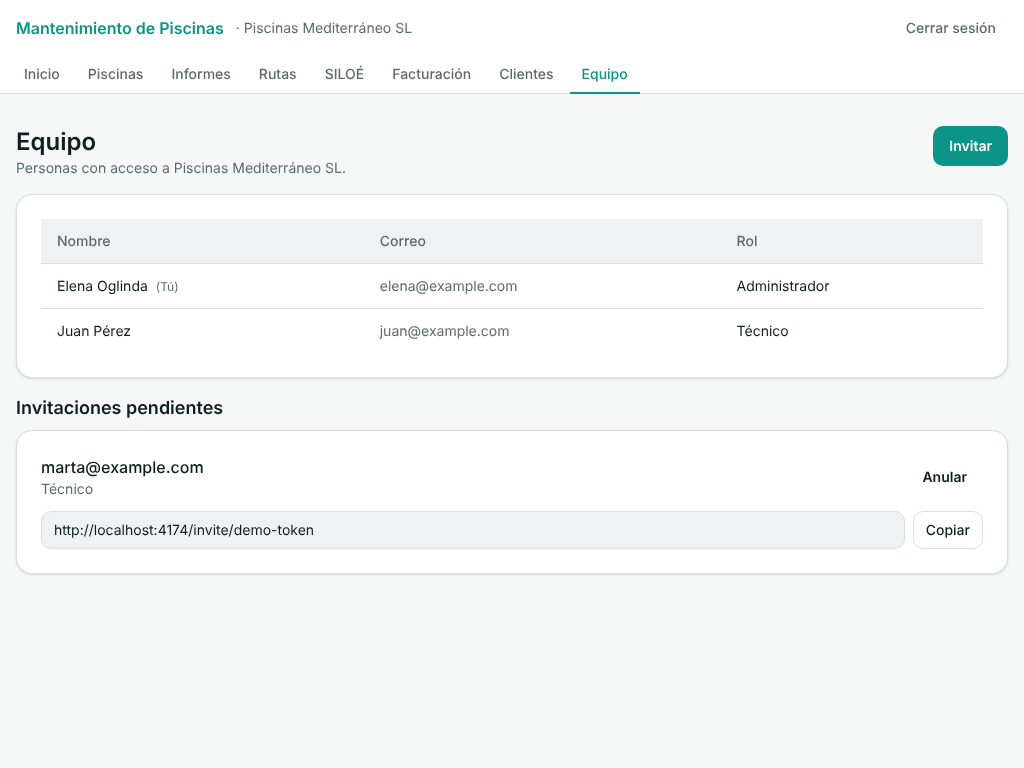 Mantenimiento de Piscinas · Piscinas Mediterráneo SL Cerrar sesión
Inicio Piscinas Informes Rutas SILOÉ Facturación Clientes Equipo
Equipo
Invitar
Personas con acceso a Piscinas Mediterráneo SL.
Nombre Correo Rol
Elena Oglinda (Tú) elena@example.com Administrador
Juan Pérez juan@example.com Técnico
Invitaciones pendientes
marta@example.com
Anular
Técnico
http://localhost:4174/invite/demo-token Copiar